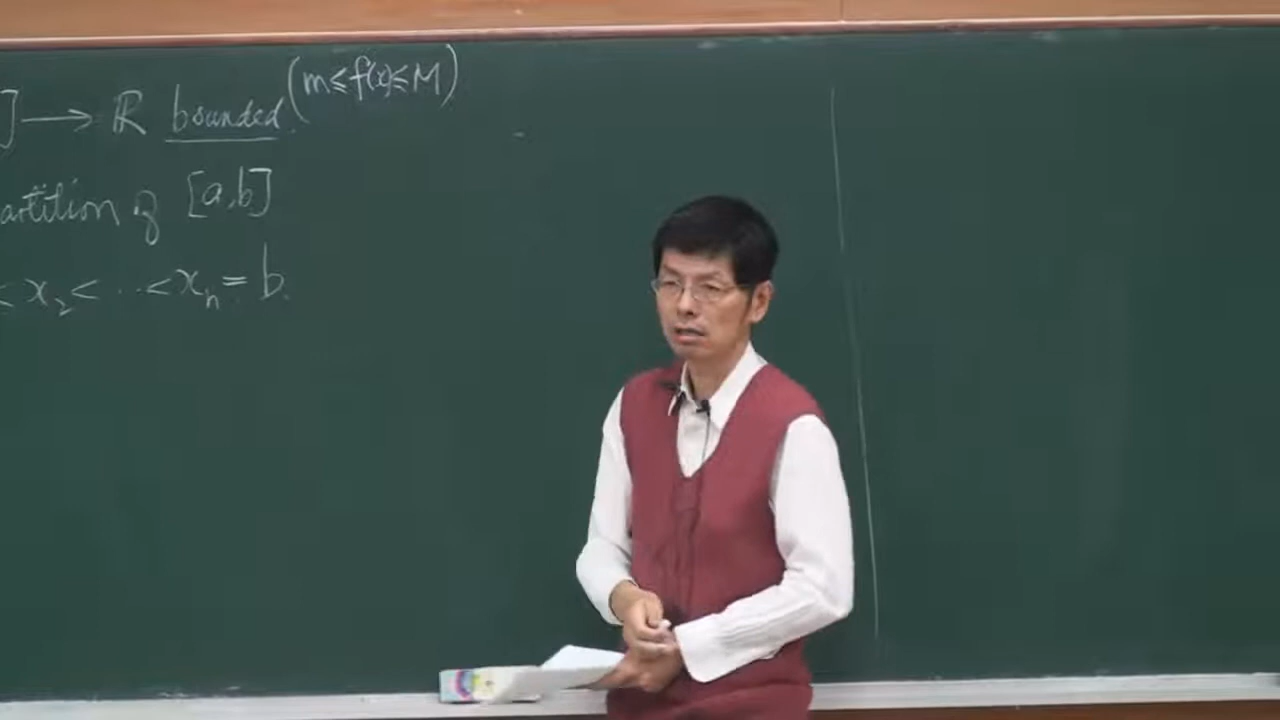 ] → ℝ bounded. (m ≤ f(x) ≤ M)
artition of [a,b]
< x₂ < ... < xₙ = b.